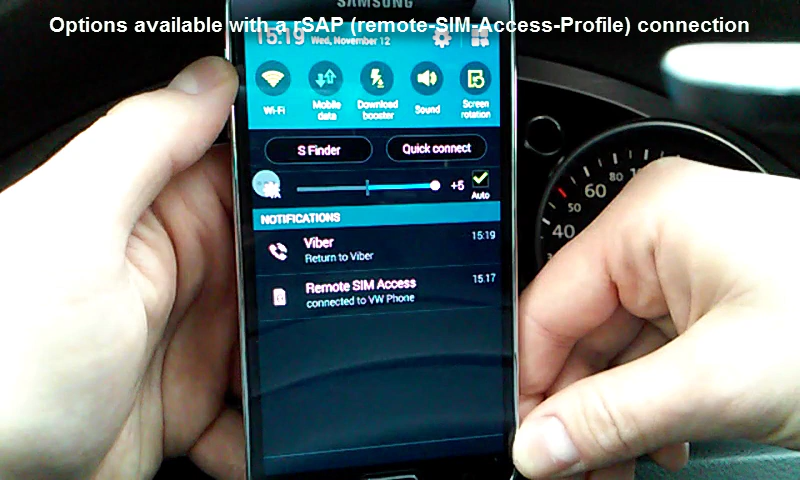 SAMSUNG
Options available with a rSAP (remote-SIM-Access-Profile) connection
15:19 Wed, November 12
Wi-Fi
Mobile data
Download booster
Sound
Screen rotation
S Finder
Quick connect
+5
Auto
NOTIFICATIONS
Viber
15:19
Return to Viber
Remote SIM Access
15:17
connected to VW Phone
60
50
40